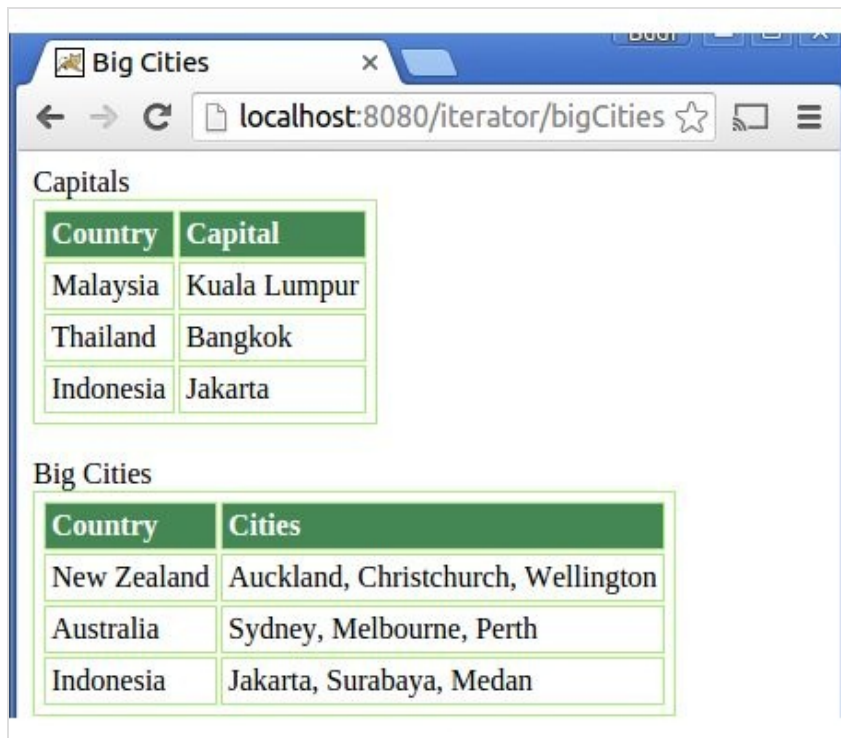 Big Cities
localhost:8080/iterator/bigCities
Capitals
Country Capital
Malaysia Kuala Lumpur
Thailand Bangkok
Indonesia Jakarta
Big Cities
Country Cities
New Zealand Auckland, Christchurch, Wellington
Australia Sydney, Melbourne, Perth
Indonesia Jakarta, Surabaya, Medan